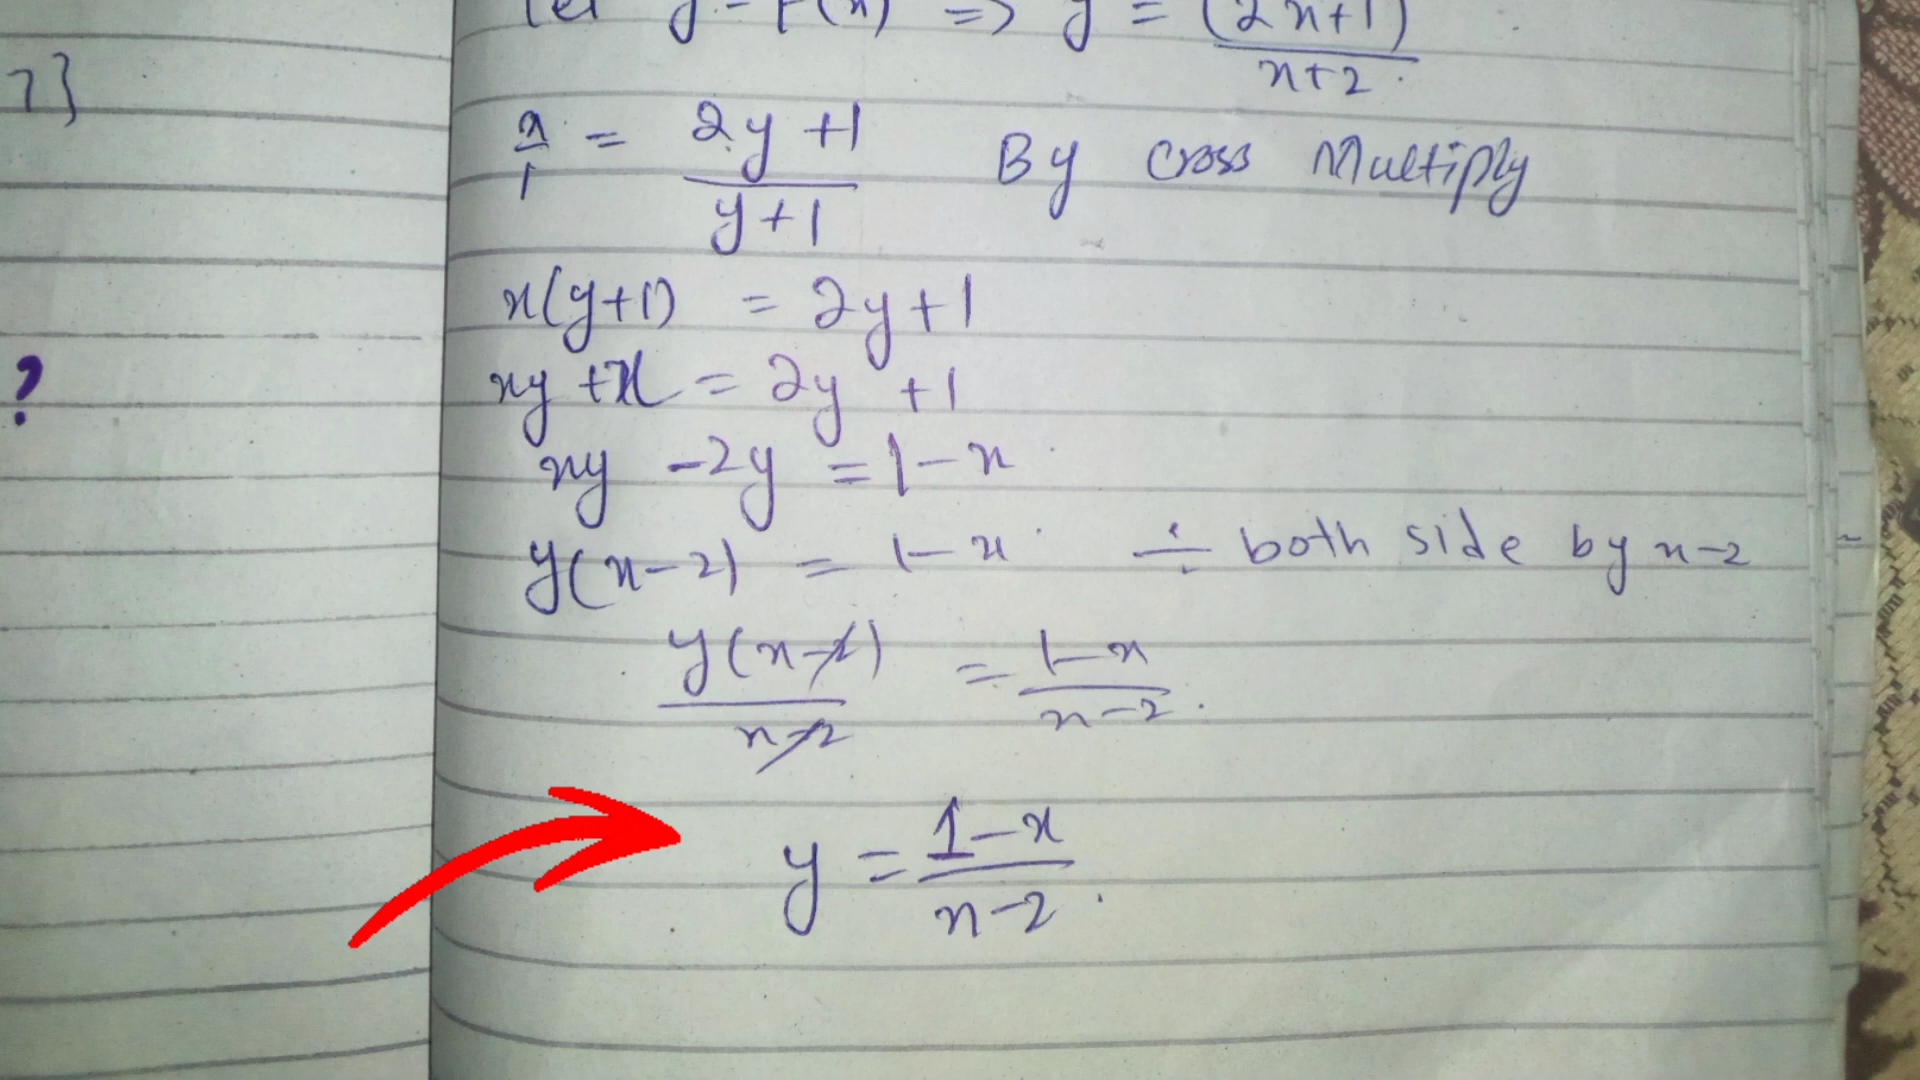 7}
?
let y = f(x) => y = (2x+1)/x+2
x/1 = 2y+1/y+1 By Cross Multiply
x(y+1) = 2y+1
xy+x = 2y+1
xy-2y = 1-x
y(x-2) = 1-x ÷ both side by x-2
y(x-2)/x-2 = 1-x/x-2.
y = 1-x/x-2.